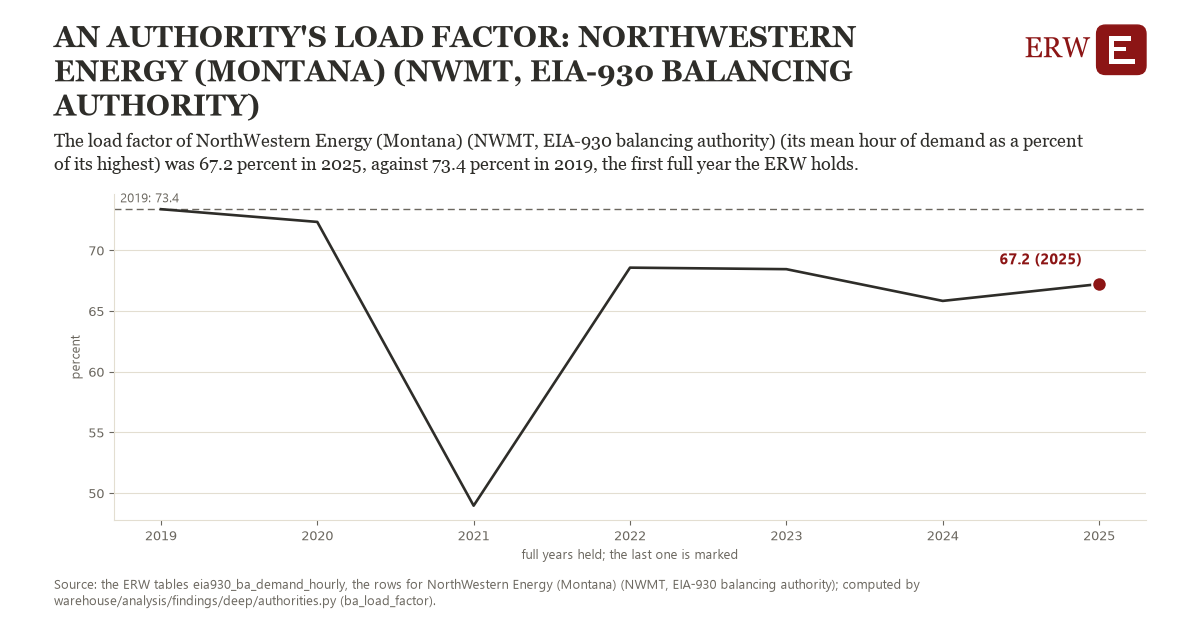 AN AUTHORITY'S LOAD FACTOR: NORTHWESTERN
ENERGY (MONTANA) (NWMT, EIA-930 BALANCING
AUTHORITY)
ERW E
The load factor of NorthWestern Energy (Montana) (NWMT, EIA-930 balancing authority) (its mean hour of demand as a percent
of its highest) was 67.2 percent in 2025, against 73.4 percent in 2019, the first full year the ERW holds.
2019: 73.4
70
67.2 (2025)
65
60
55
50
percent
2019 2020 2021 2022 2023 2024 2025
full years held; the last one is marked
Source: the ERW tables eia930_ba_demand_hourly, the rows for NorthWestern Energy (Montana) (NWMT, EIA-930 balancing authority); computed by
warehouse/analysis/findings/deep/authorities.py (ba_load_factor).